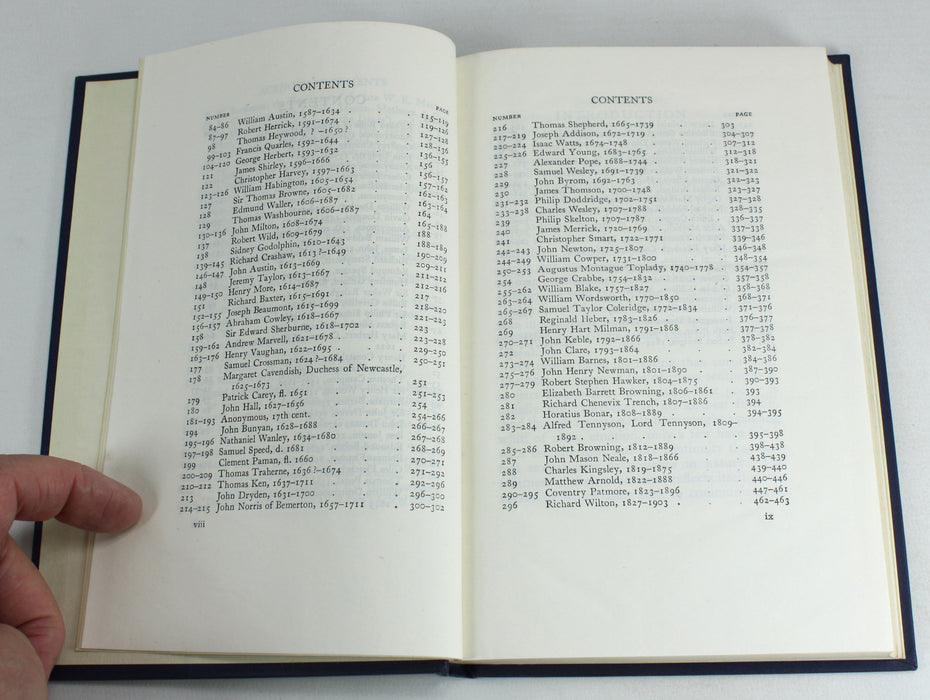 CONTENTS
NUMBER PAGE
84–86 William Austin, 1587–1634 . . . 115–119
87–97 Robert Herrick, 1591–1674 . . . 119–126
98 Thomas Heywood, ? –1650? . . . 127–128
99–103 Francis Quarles, 1592–1644 . . . 128–136
104–120 George Herbert, 1593–1632 . . . 136–155
121 James Shirley, 1596–1666 . . . 156
122 Christopher Harvey, 1597–1663 . . . 156–157
123–126 William Habington, 1605–1654 . . . 157–162
127 Sir Thomas Browne, 1605–1682 . . . 162–163
128 Edmund Waller, 1606–1687 . . . 163–164
129 Thomas Washbourne, 1606–1687 . . . 164
130–136 John Milton, 1608–1674 . . . 165–188
137 Robert Wild, 1609–1679 . . . 188
138 Sidney Godolphin, 1610–1643 . . . 188–189
139–145 Richard Crashaw, 1613?–1649 . . . 190–209
146–147 John Austin, 1613–1669 . . . 209–211
148 Jeremy Taylor, 1613–1667 . . . 211–212
149–150 Henry More, 1614–1687 . . . 212–216
151 Richard Baxter, 1615–1691 . . . 217
152–155 Joseph Beaumont, 1615–1699 . . . 218–220
156–157 Abraham Cowley, 1618–1667 . . . 221–223
158 Sir Edward Sherburne, 1618–1702 . . 223
159–162 Andrew Marvell, 1621–1678 . . . 223–228
163–176 Henry Vaughan, 1622–1695 . . . 229–250
177 Samuel Crossman, 1624?–1684 . . . 250–251
178 Margaret Cavendish, Duchess of Newcastle,
1625–1673 . . . . 251
179 Patrick Carey, fl. 1651 . . . 251–253
180 John Hall, 1627–1656 . . . 254
181–193 Anonymous, 17th cent. . . . 254–266
194 John Bunyan, 1628–1688 . . . 266–267
195–196 Nathaniel Wanley, 1634–1680 . . . 267–268
197–198 Samuel Speed, d. 1681 . . . 268–269
199 Clement Paman, fl. 1660 . . . 270–271
200–209 Thomas Traherne, 1636?–1674 . . . 271–292
210–212 Thomas Ken, 1637–1711 . . . 292–296
213 John Dryden, 1631–1700 . . . 296–300
214–215 John Norris of Bemerton, 1657–1711 . . 300–302
viii
CONTENTS
NUMBER PAGE
216 Thomas Shepherd, 1665–1739 . . 303
217–219 Joseph Addison, 1672–1719 . . . 304–307
220–224 Isaac Watts, 1674–1748 . . . 307–312
225–226 Edward Young, 1683–1765 . . . 312–318
227 Alexander Pope, 1688–1744 . . . 318–321
228 Samuel Wesley, 1691–1739 . . . 321–322
229 John Byrom, 1692–1763 . . . 322–323
230 James Thomson, 1700–1748 . . . 323–327
231–232 Philip Doddridge, 1702–1751 . . . 327–328
233–238 Charles Wesley, 1707–1788 . . . 328–335
239 Philip Skelton, 1707–1787 . . . 336–337
240 James Merrick, 1720–1769 . . . 337–338
241 Christopher Smart, 1722–1771 . . . 339–346
242–243 John Newton, 1725–1807 . . . 346–348
244–249 William Cowper, 1731–1800 . . . 348–354
250–253 Augustus Montague Toplady, 1740–1778 . 354–357
254 George Crabbe, 1754–1832 . . . 357–358
255–262 William Blake, 1757–1827 . . . 358–368
263–264 William Wordsworth, 1770–1850 . . 368–371
265–267 Samuel Taylor Coleridge, 1772–1834 . . 371–376
268 Reginald Heber, 1783–1826 . . . 376–377
269 Henry Hart Milman, 1791–1868 . . 377–378
270–271 John Keble, 1792–1866 . . . 378–382
272 John Clare, 1793–1864 . . . 382–384
273–274 William Barnes, 1801–1886 . . . 384–386
275–276 John Henry Newman, 1801–1890 . . 387–390
277–279 Robert Stephen Hawker, 1804–1875 . . 390–393
280 Elizabeth Barrett Browning, 1806–1861 . 393
281 Richard Chenevix Trench, 1807–1886 . . 394
282 Horatius Bonar, 1808–1889 . . . 394–395
283–284 Alfred Tennyson, Lord Tennyson, 1809–
1892 . . . . 395–398
285–286 Robert Browning, 1812–1889 . . . 398–438
287 John Mason Neale, 1818–1866 . . 438–439
288 Charles Kingsley, 1819–1875 . . . 439–440
289 Matthew Arnold, 1822–1888 . . . 440–446
290–295 Coventry Patmore, 1823–1896 . . . 447–461
296 Richard Wilton, 1827–1903 . . . 462–463
ix